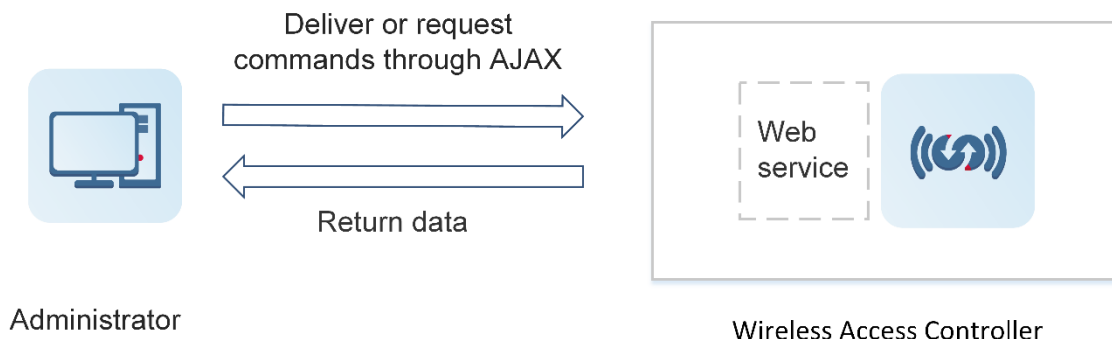 Deliver or request
commands through AJAX
Web
service
Return data
Administrator
Wireless Access Controller